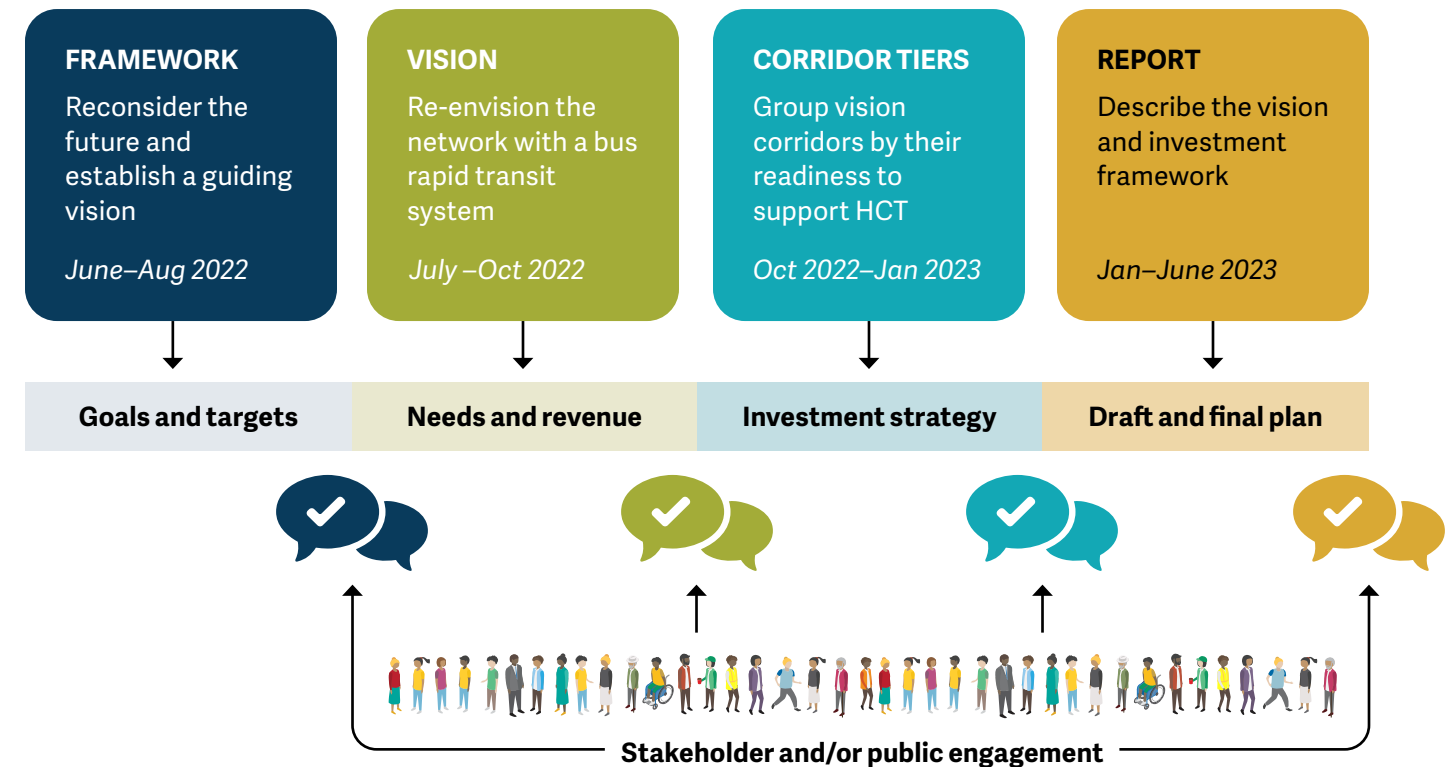 FRAMEWORK
Reconsider the
future and
establish a guiding
vision
June–Aug 2022
VISION
Re-envision the
network with a bus
rapid transit
system
July –Oct 2022
CORRIDOR TIERS
Group vision
corridors by their
readiness to
support HCT
Oct 2022–Jan 2023
REPORT
Describe the vision
and investment
framework
Jan–June 2023
Goals and targets
Needs and revenue
Investment strategy
Draft and final plan
Stakeholder and/or public engagement